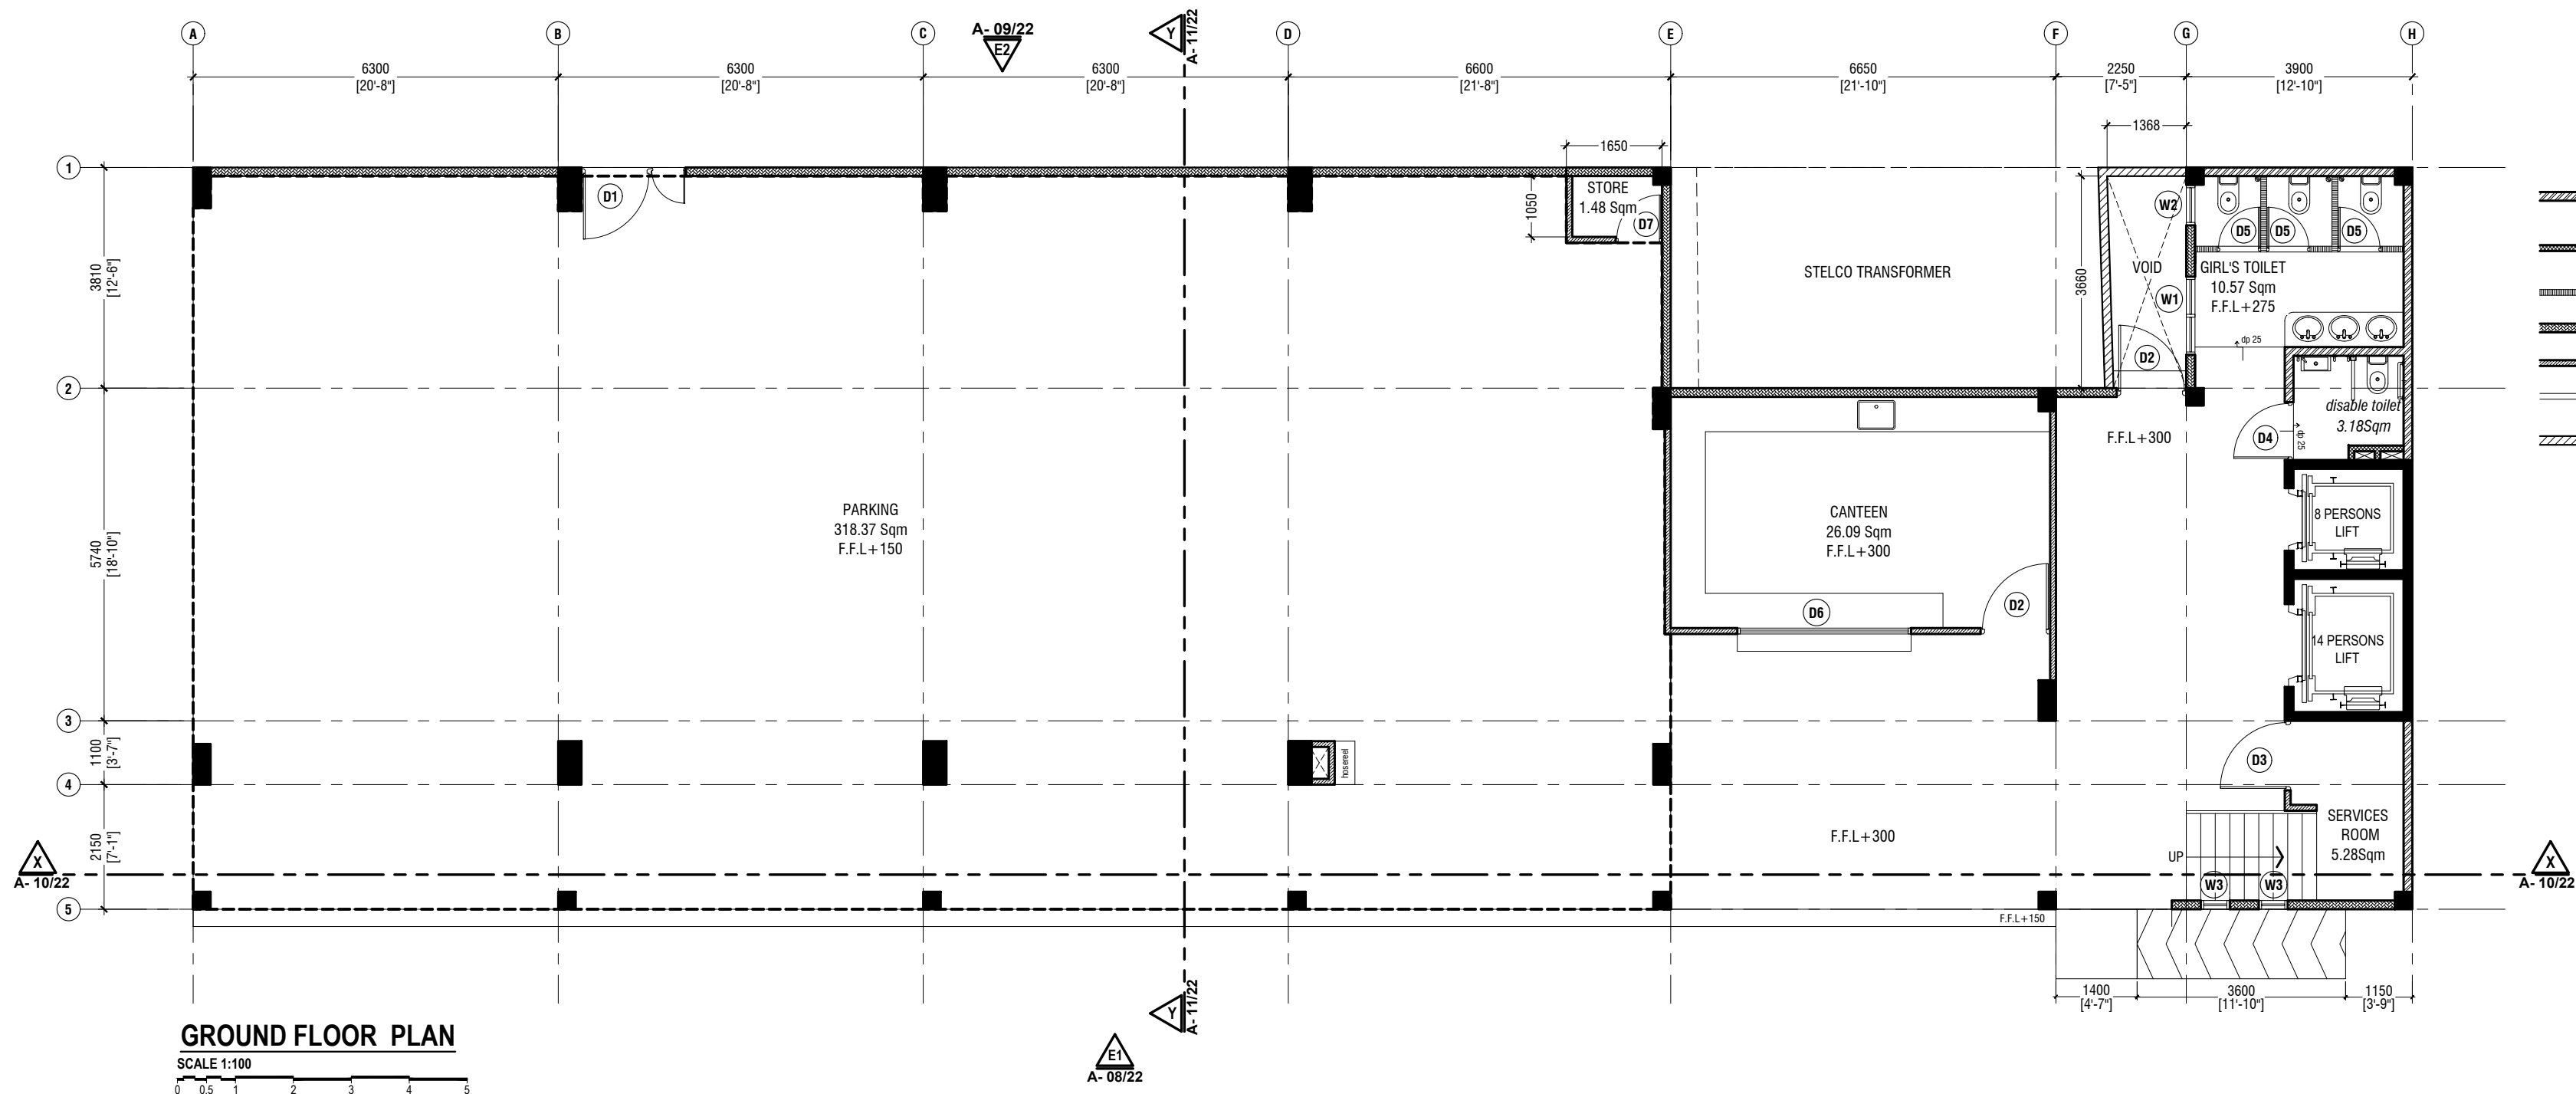 A
B
C
D
E
F
G
H
A- 09/22
E2
Y
A- 11/22
6300
[20'-8"]
6300
[20'-8"]
6300
[20'-8"]
6600
[21'-8"]
6650
[21'-10"]
2250
[7'-5"]
3900
[12'-10"]
1368
1650
1
D1
STORE
1.48 Sqm
1050
D7
W2
D5
D5
D5
3810
[12'-6"]
STELCO TRANSFORMER
3660
VOID
W1
GIRL'S TOILET
10.57 Sqm
F.F.L+275
dp 25
D2
2
disable toilet
3.18Sqm
F.F.L+300
D4
dp 25
5740
[18'-10"]
PARKING
318.37 Sqm
F.F.L+150
CANTEEN
26.09 Sqm
F.F.L+300
8 PERSONS
LIFT
D6
D2
14 PERSONS
LIFT
3
1100
[3'-7"]
hosereel
D3
4
2150
[7'-1"]
F.F.L+300
SERVICES
ROOM
5.28Sqm
UP
X
A- 10/22
W3
W3
X
A- 10/22
5
F.F.L+150
1400
[4'-7"]
3600
[11'-10"]
1150
[3'-9"]
Y
A- 11/22
E1
A- 08/22
GROUND FLOOR PLAN
SCALE 1:100
0 0.5 1 2 3 4 5